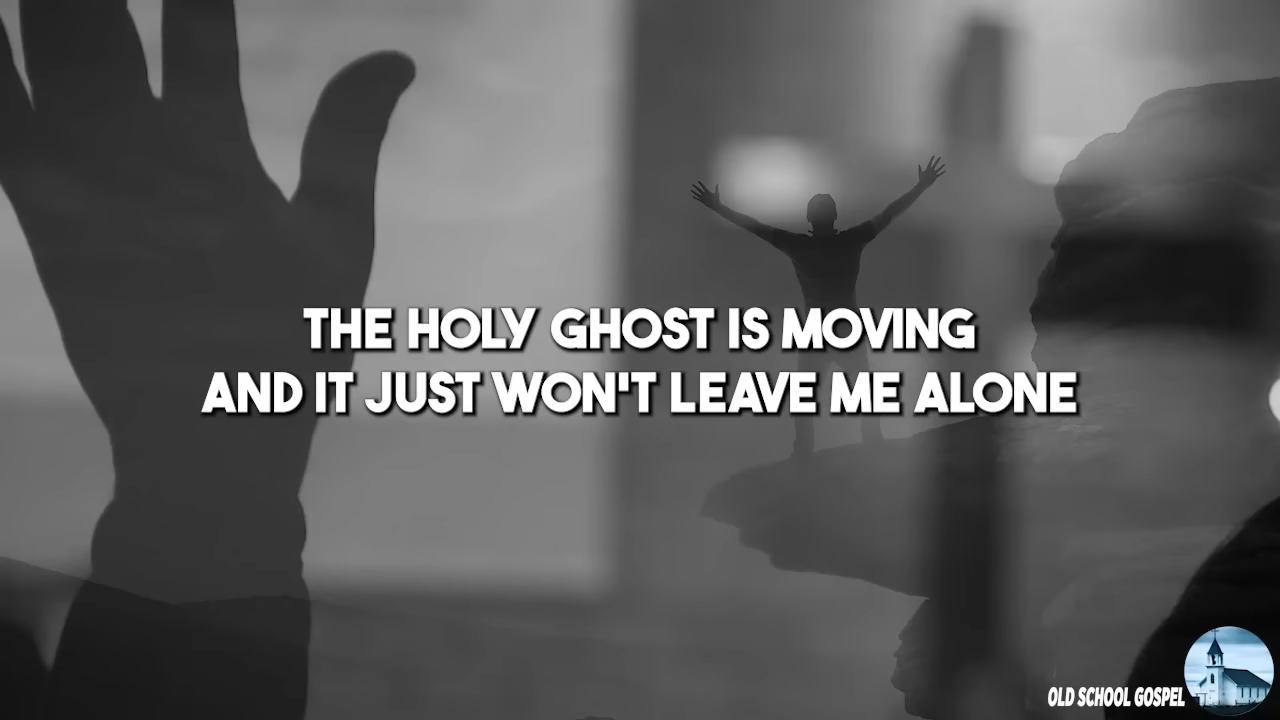 THE HOLY GHOST IS MOVING
AND IT JUST WON'T LEAVE ME ALONE
OLD SCHOOL GOSPEL